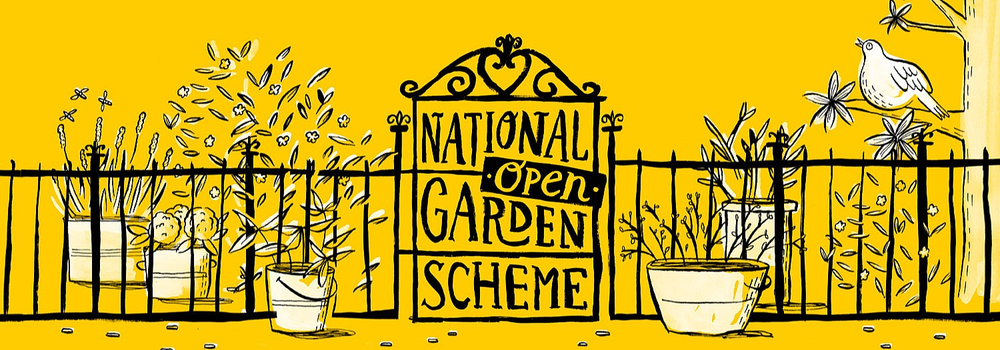 NATIONAL
·Open·
GARDEN
SCHEME